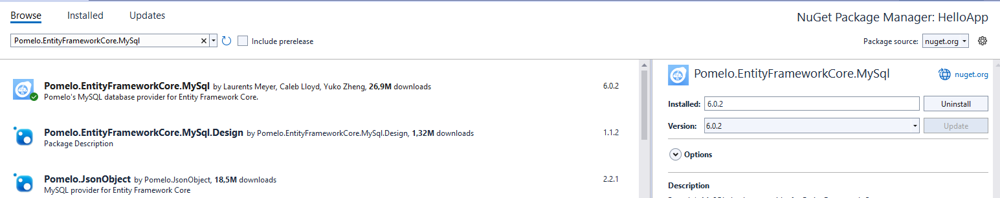 Browse Installed Updates
NuGet Package Manager: HelloApp
Pomelo.EntityFrameworkCore.MySql
Include prerelease
Package source: nuget.org
Pomelo.EntityFrameworkCore.MySql by Laurents Meyer, Caleb Lloyd, Yuko Zheng, 26,9M downloads 6.0.2
Pomelo's MySQL database provider for Entity Framework Core.
Pomelo.EntityFrameworkCore.MySql.Design by Pomelo.EntityFrameworkCore.MySql.Design, 1,32M downloads 1.1.2
Package Description
Pomelo.JsonObject by Pomelo.JsonObject, 18,5M downloads 2.2.1
MySQL provider for Entity Framework Core
Pomelo.EntityFrameworkCore.MySql
nuget.org
Installed: 6.0.2 Uninstall
Version: 6.0.2 Update
Options
Description